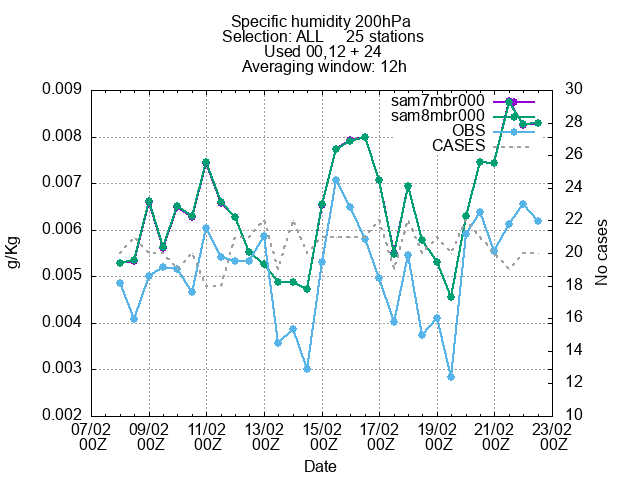 Specific humidity 200hPa
Selection: ALL 25 stations
Used 00,12 + 24
Averaging window: 12h
sam7mbr000
sam8mbr000
OBS
CASES
g/Kg
0.009
0.008
0.007
0.006
0.005
0.004
0.003
0.002
No cases
30
28
26
24
22
20
18
16
14
12
10
07/02 09/02 11/02 13/02 15/02 17/02 19/02 21/02 23/02
00Z 00Z 00Z 00Z 00Z 00Z 00Z 00Z 00Z
Date